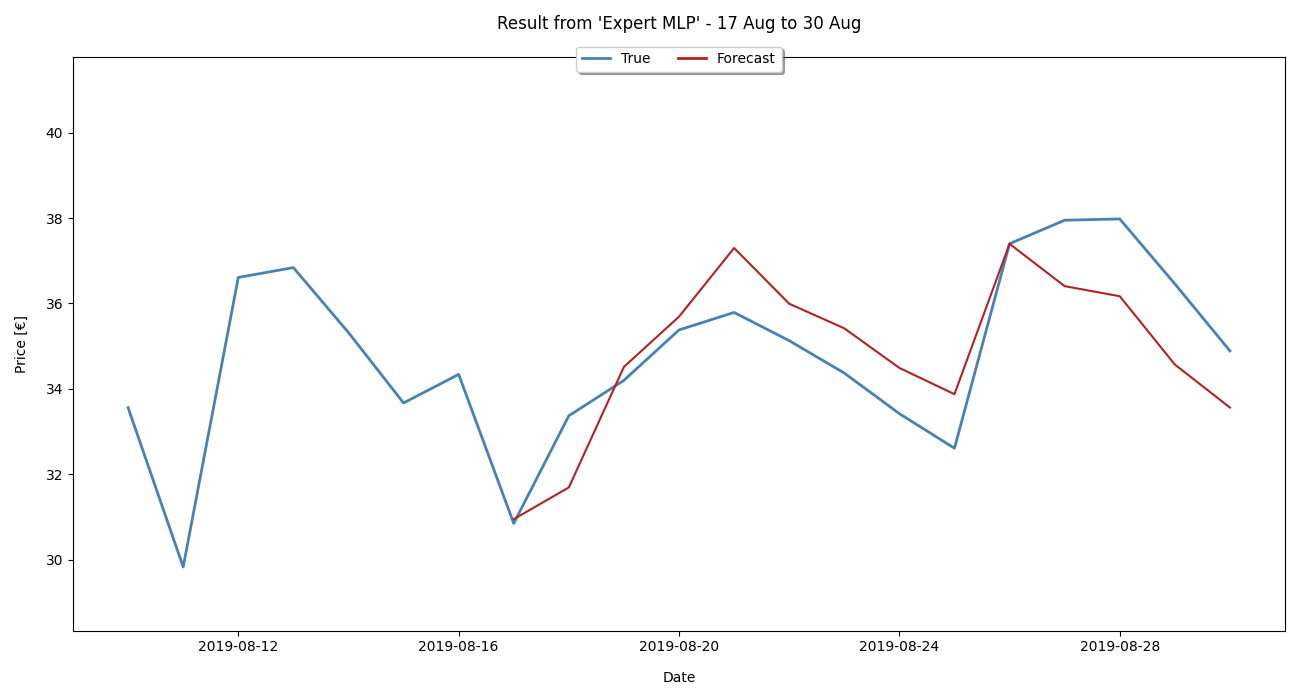 Result from 'Expert MLP' - 17 Aug to 30 Aug
True Forecast
40
38
36
34
32
30
Price [€]
2019-08-12 2019-08-16 2019-08-20 2019-08-24 2019-08-28
Date